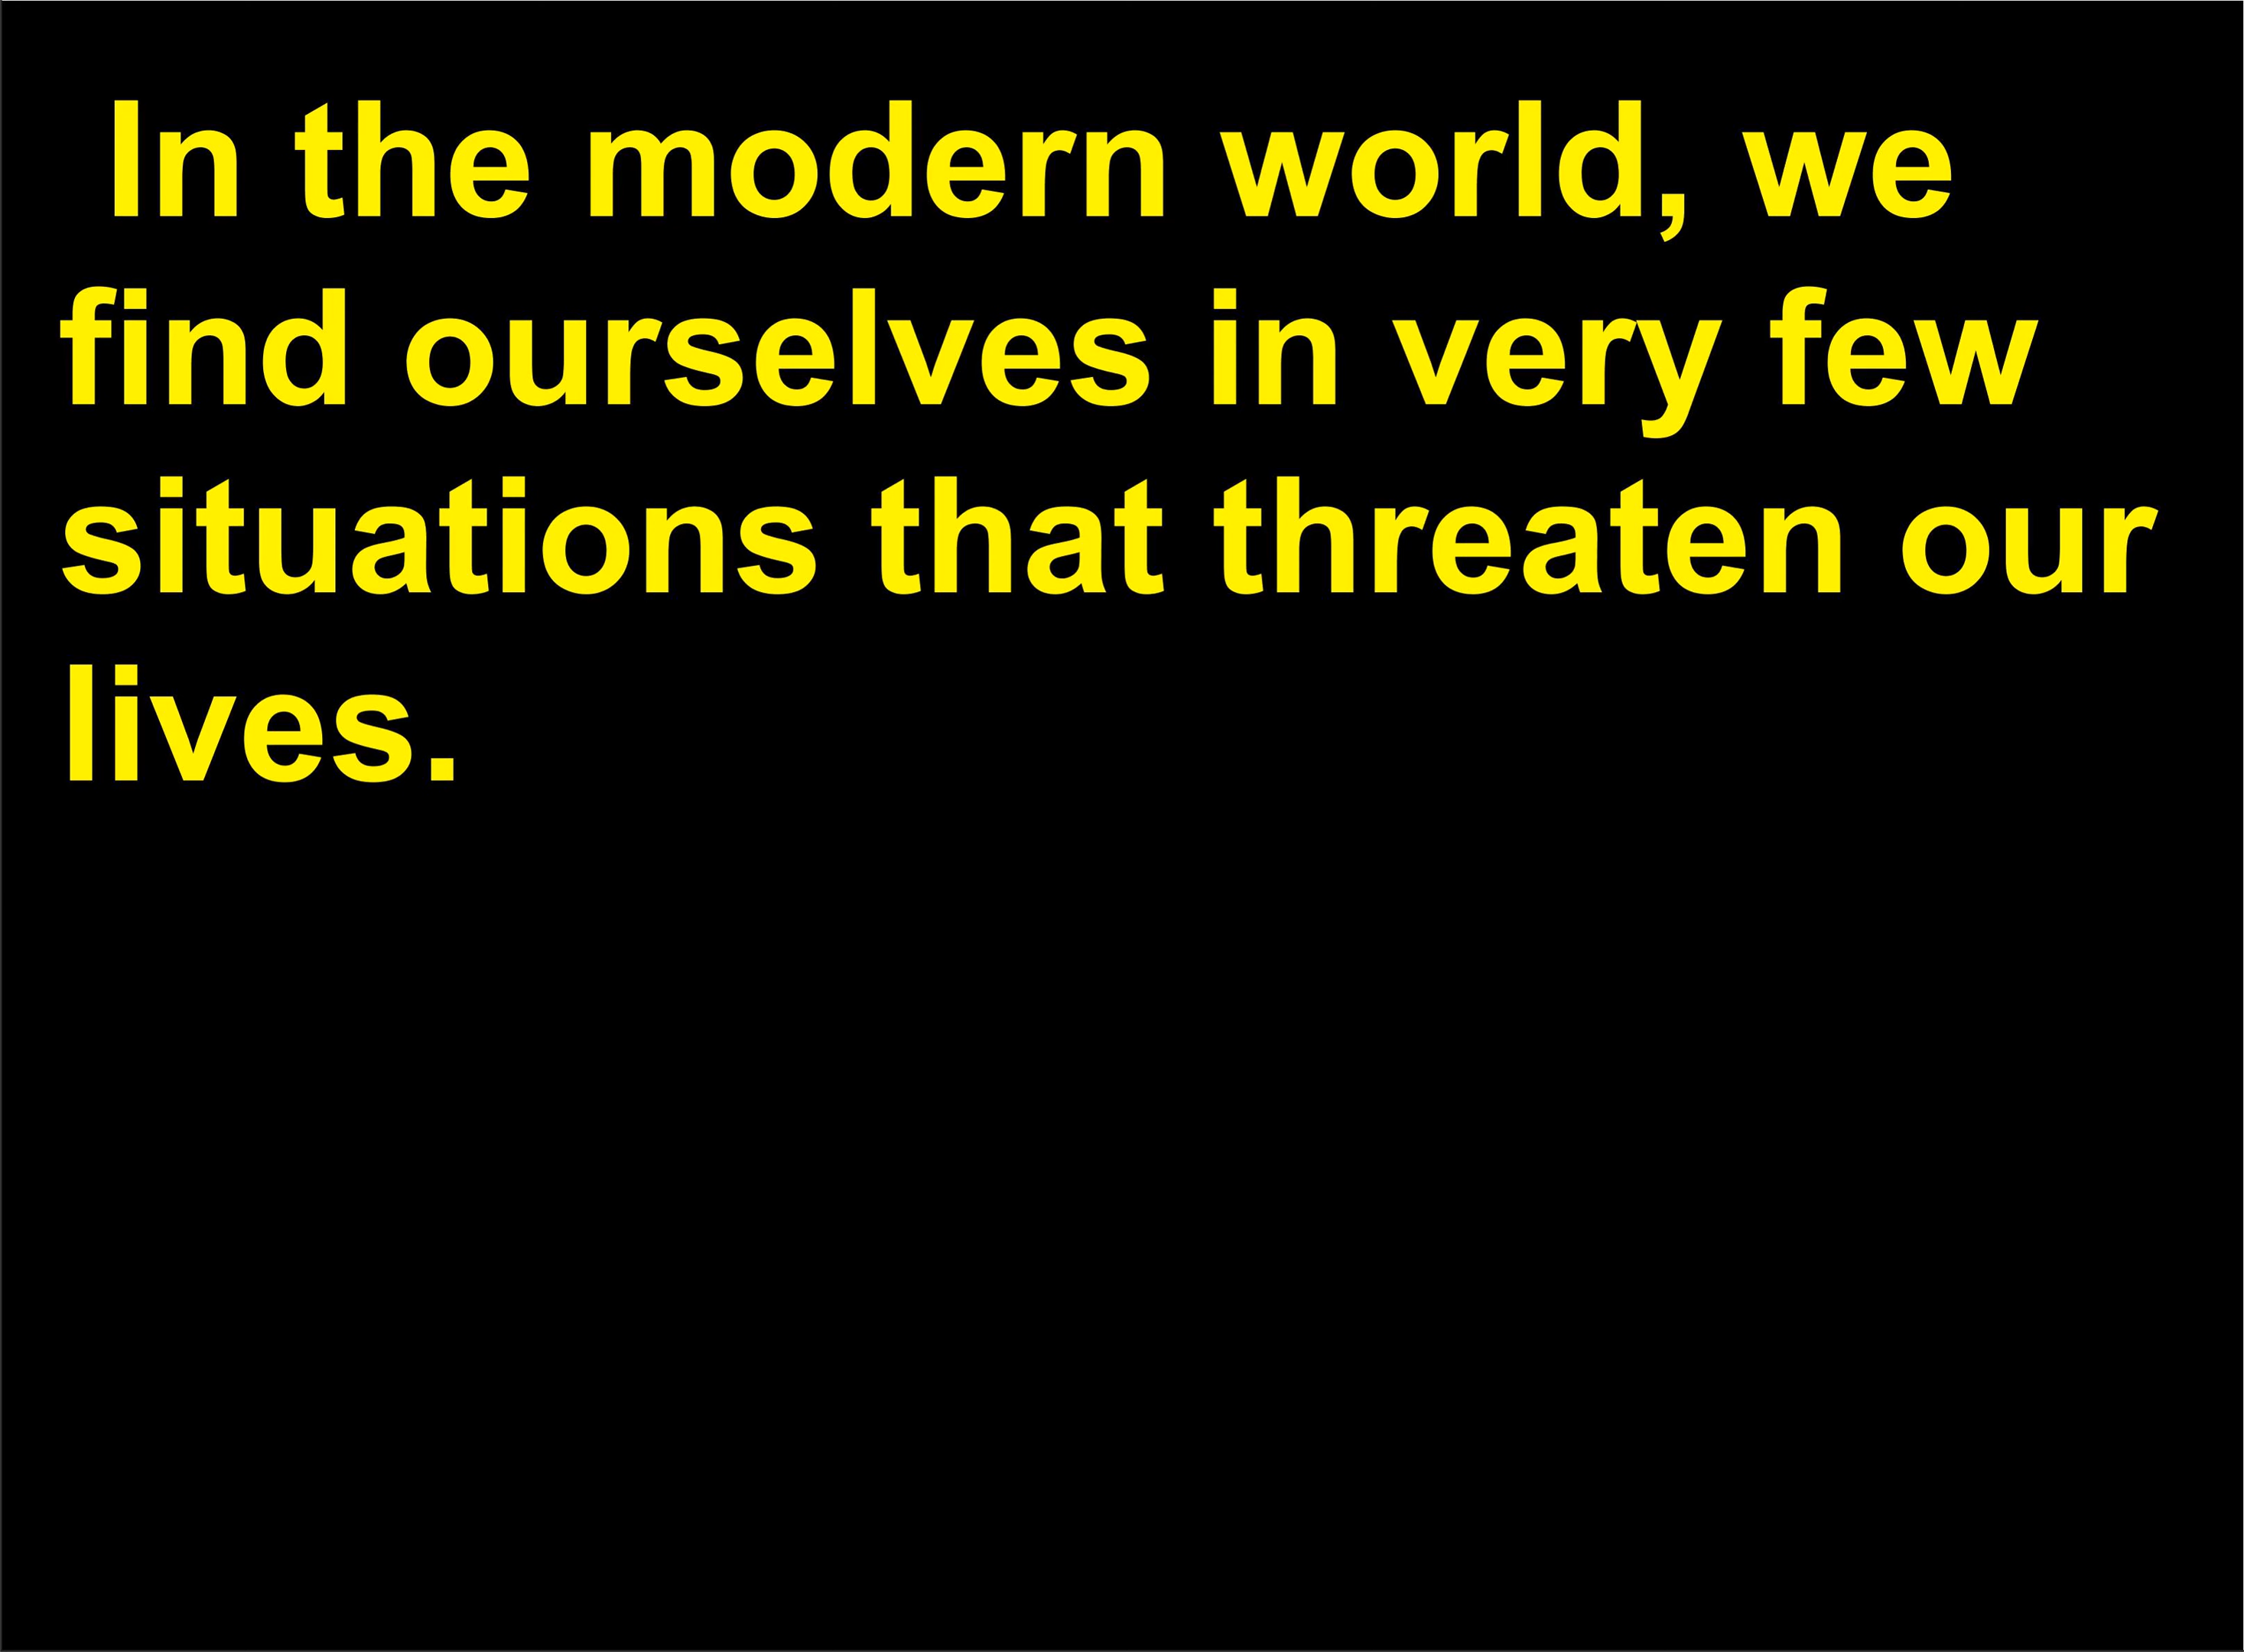 In the modern world, we
find ourselves in very few
situations that threaten our
lives.